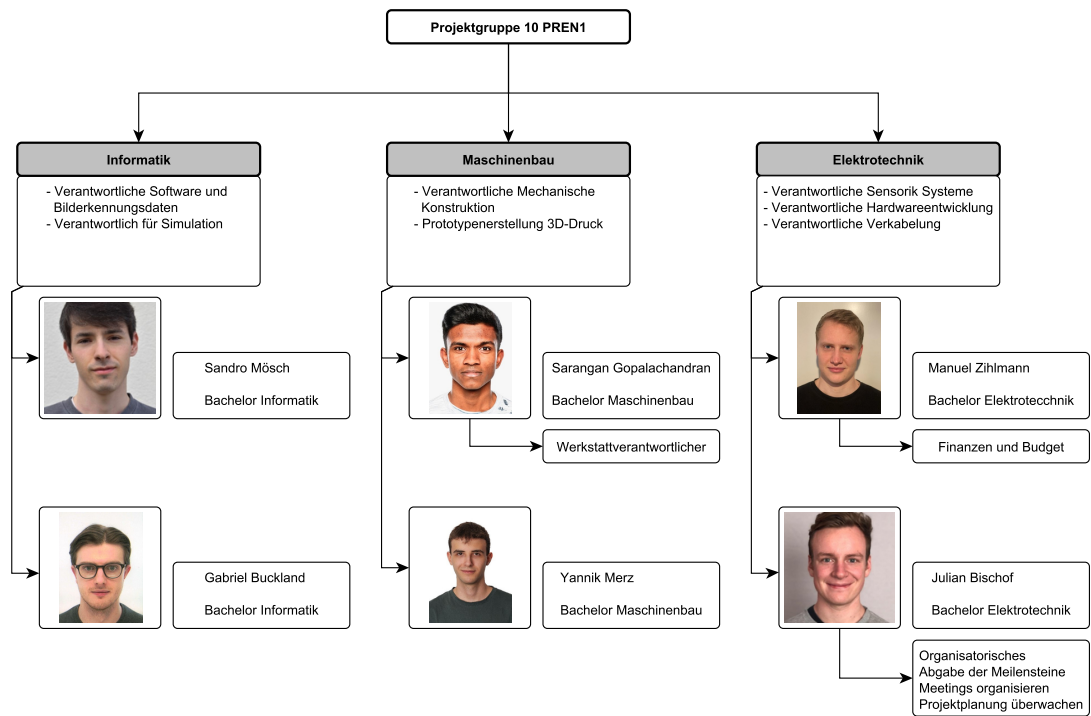 Projektgruppe 10 PREN1
Informatik
- Verantwortliche Software und
Bilderkennungsdaten
- Verantwortlich für Simulation
Sandro Mösch
Bachelor Informatik
Gabriel Buckland
Bachelor Informatik
Maschinenbau
- Verantwortliche Mechanische
Konstruktion
- Prototypenerstellung 3D-Druck
Sarangan Gopalachandran
Bachelor Maschinenbau
Werkstattverantwortlicher
Yannik Merz
Bachelor Maschinenbau
Elektrotechnik
- Verantwortliche Sensorik Systeme
- Verantwortliche Hardwareentwicklung
- Verantwortliche Verkabelung
Manuel Zihlmann
Bachelor Elektrotecchnik
Finanzen und Budget
Julian Bischof
Bachelor Elektrotechnik
Organisatorisches
Abgabe der Meilensteine
Meetings organisieren
Projektplanung überwachen